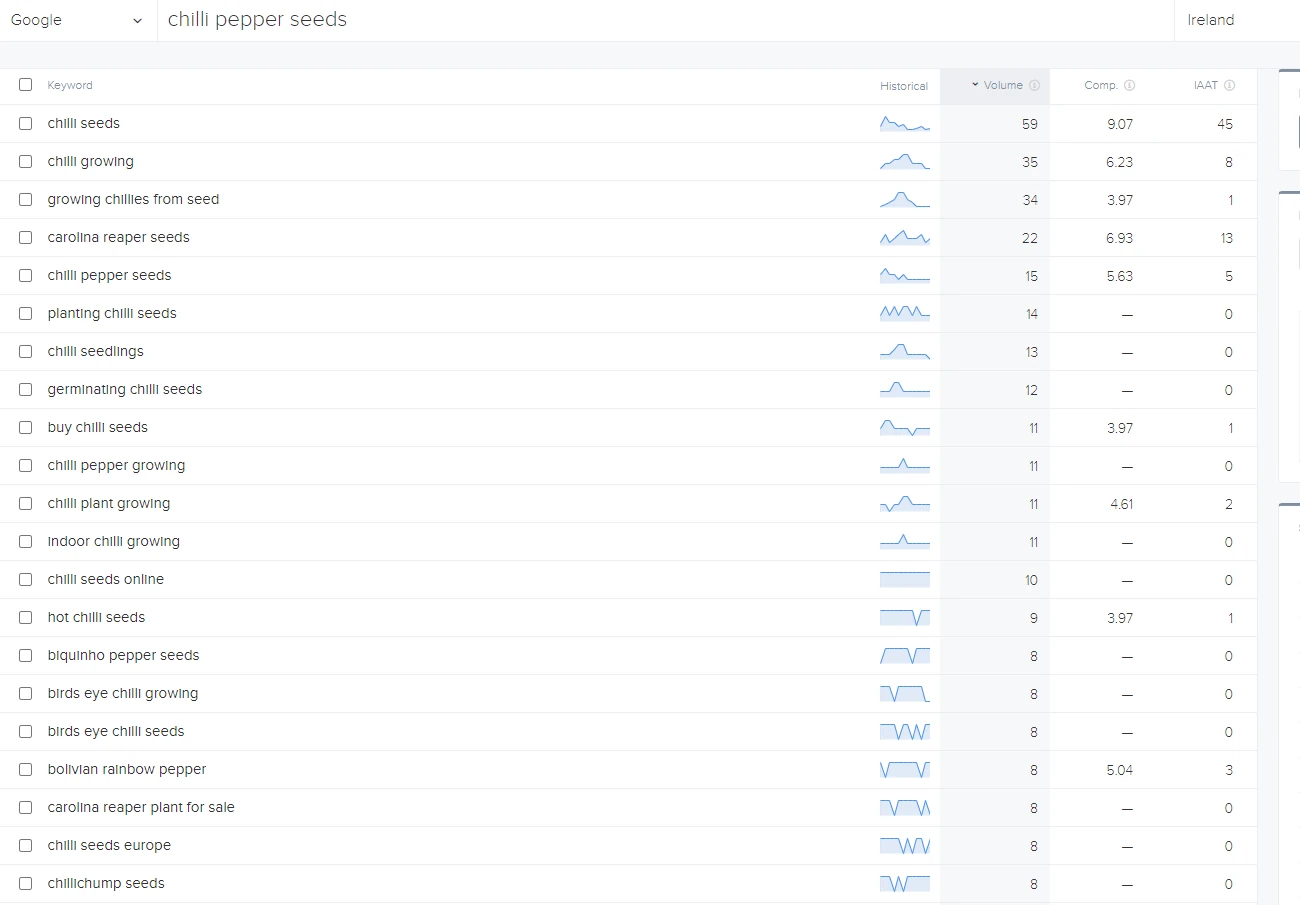 Google chilli pepper seeds Ireland
Keyword Historical Volume Comp. IAAT
chilli seeds 59 9.07 45
chilli growing 35 6.23 8
growing chillies from seed 34 3.97 1
carolina reaper seeds 22 6.93 13
chilli pepper seeds 15 5.63 5
planting chilli seeds 14 — 0
chilli seedlings 13 — 0
germinating chilli seeds 12 — 0
buy chilli seeds 11 3.97 1
chilli pepper growing 11 — 0
chilli plant growing 11 4.61 2
indoor chilli growing 11 — 0
chilli seeds online 10 — 0
hot chilli seeds 9 3.97 1
biquinho pepper seeds 8 — 0
birds eye chilli growing 8 — 0
birds eye chilli seeds 8 — 0
bolivian rainbow pepper 8 5.04 3
carolina reaper plant for sale 8 — 0
chilli seeds europe 8 — 0
chillichump seeds 8 — 0